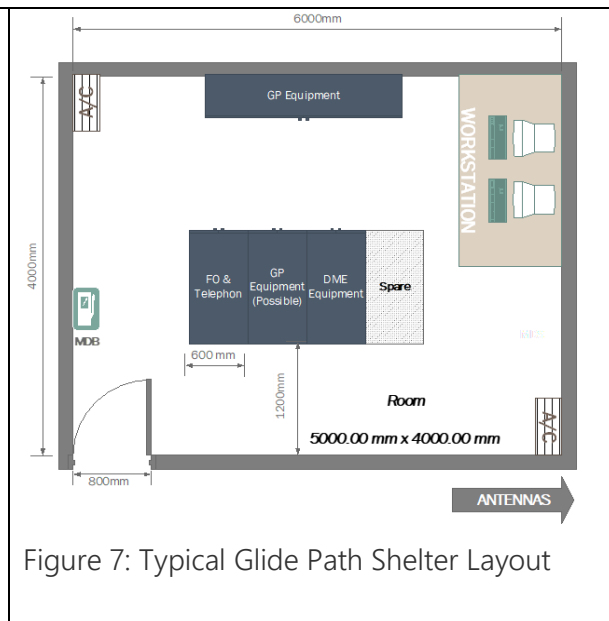 6000mm
A/C
GP Equipment
WORKSTATION
4000mm
FO &
Telephon
GP
Equipment
(Possible)
DME
Equipment
Spare
MDB
600 mm
1200mm
Room
5000.00 mm x 4000.00 mm
A/C
800mm
ANTENNAS
Figure 7: Typical Glide Path Shelter Layout